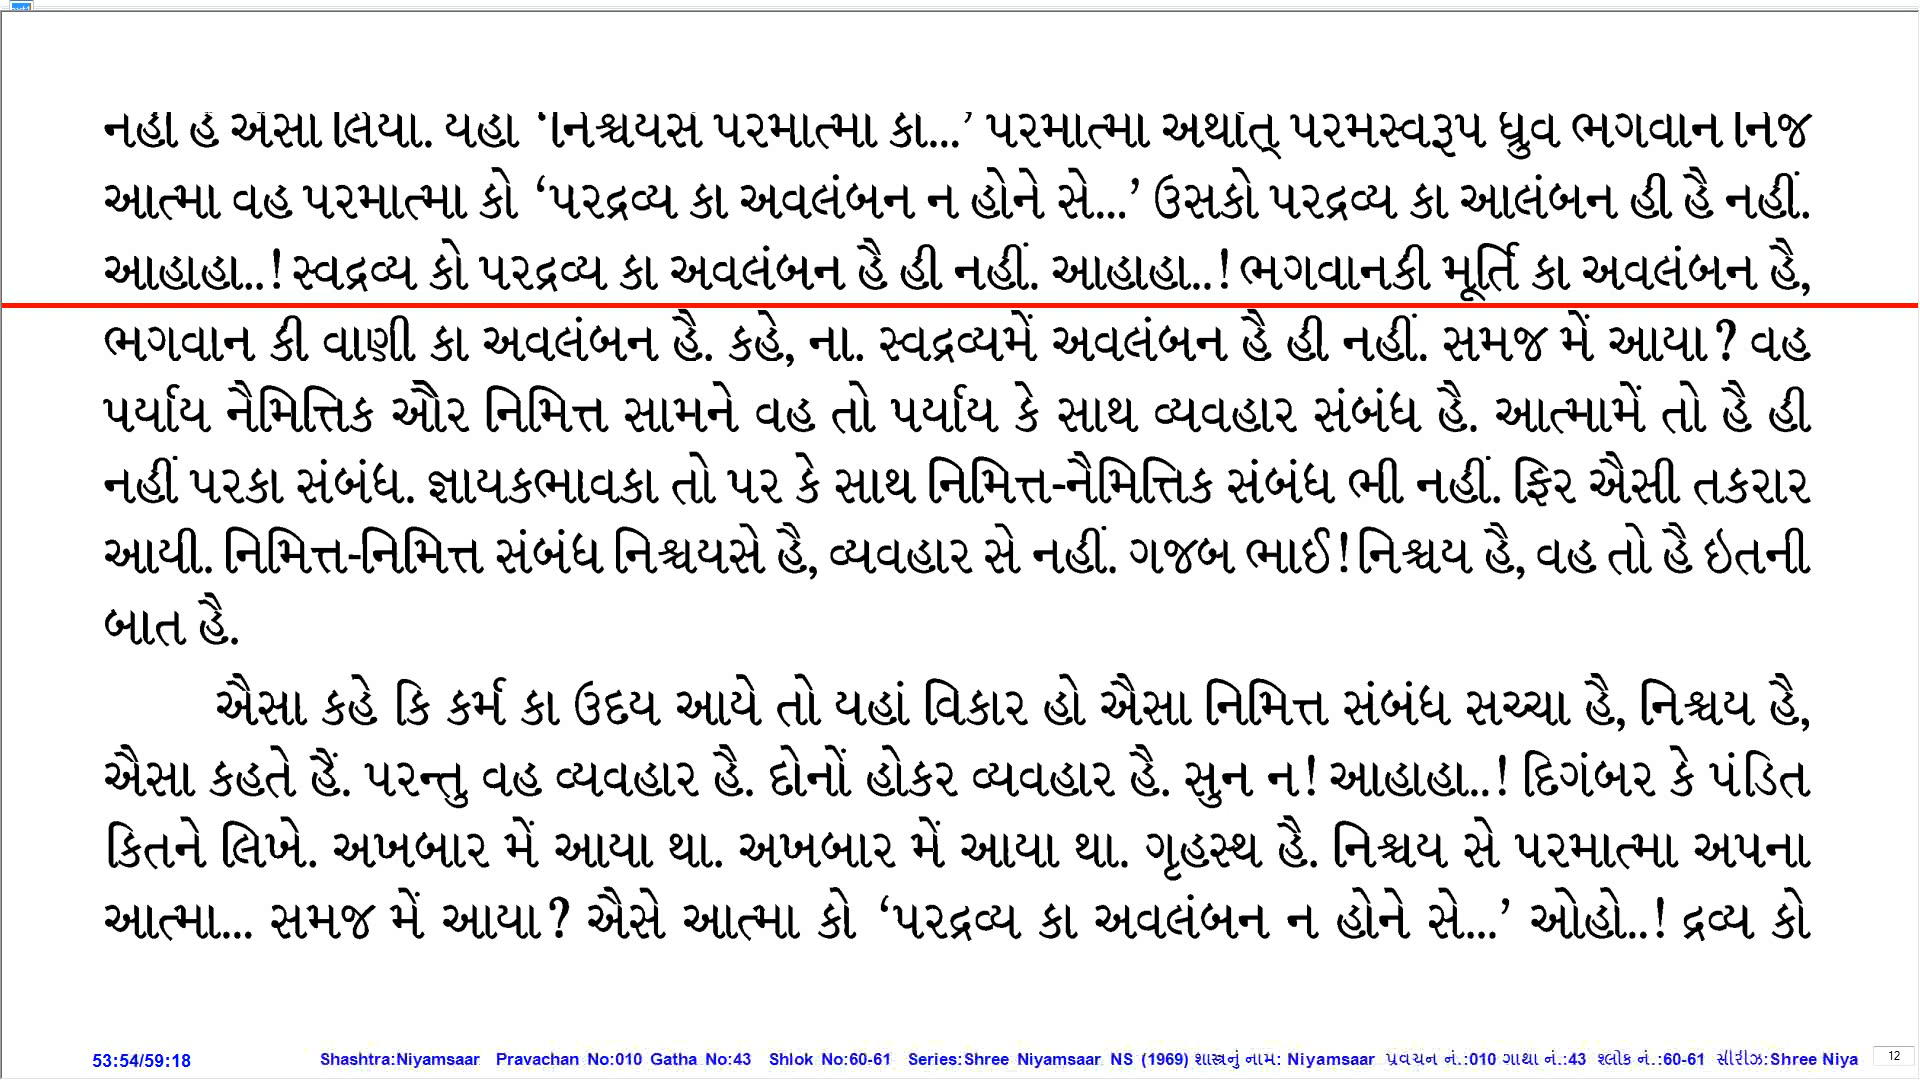 નહીં હૈ ઐસા લિયા. યહાં ‘નિશ્ચયસે પરમાત્મા કો...’ પરમાત્મા અર્થાત્ પરમસ્વરૂપ ધ્રુવ ભગવાન નિજ
આત્મા વહ પરમાત્મા કો ‘પરદ્રવ્ય કા અવલંબન ન હોને સે...’ ઉસકો પરદ્રવ્ય કા આલંબન હી હૈ નહીં.
આહાહા..! સ્વદ્રવ્ય કો પરદ્રવ્ય કા અવલંબન હૈ હી નહીં. આહાહા..! ભગવાનકી મૂર્તિ કા અવલંબન હૈ,
ભગવાન કી વાણી કા અવલંબન હૈ. કહે, ના. સ્વદ્રવ્યમેં અવલંબન હૈ હી નહીં. સમજ મેં આયા? વહ
પર્યાય નૈમિત્તિક ઔર નિમિત્ત સામને વહ તો પર્યાય કે સાથ વ્યવહાર સંબંધ હૈ. આત્મામેં તો હૈ હી
નહીં પરકા સંબંધ. જ્ઞાયકભાવકા તો પર કે સાથ નિમિત્ત-નૈમિત્તિક સંબંધ ભી નહીં. ફિર ઐસી તકરાર
આયી. નિમિત્ત-નિમિત્ત સંબંધ નિશ્ચયસે હૈ, વ્યવહાર સે નહીં. ગજબ ભાઈ! નિશ્ચય હૈ, વહ તો હૈ ઇતની
બાત હૈ.
ઐસા કહે કિ કર્મ કા ઉદય આયે તો યહાં વિકાર હો ઐસા નિમિત્ત સંબંધ સચ્ચા હૈ, નિશ્ચય હૈ,
ઐસા કહતે હૈં. પરન્તુ વહ વ્યવહાર હૈ. દોનોં હોકર વ્યવહાર હૈ. સુન ન! આહાહા..! દિગંબર કે પંડિત
કિતને લિખે. અખબાર મેં આયા થા. અખબાર મેં આયા થા. ગૃહસ્થ હૈ. નિશ્ચય સે પરમાત્મા અપના
આત્મા... સમજ મેં આયા? ઐસે આત્મા કો ‘પરદ્રવ્ય કા અવલંબન ન હોને સે...’ ઓહો..! દ્રવ્ય કો
53:54/59:18 Shashtra:Niyamsaar Pravachan No:010 Gatha No:43 Shlok No:60-61 Series:Shree Niyamsaar NS (1969) શાસ્ત્રનું નામ: Niyamsaar પ્રવચન નં.:010 ગાથા નં.:43 શ્લોક નં.:60-61 સીરીઝ:Shree Niya 12